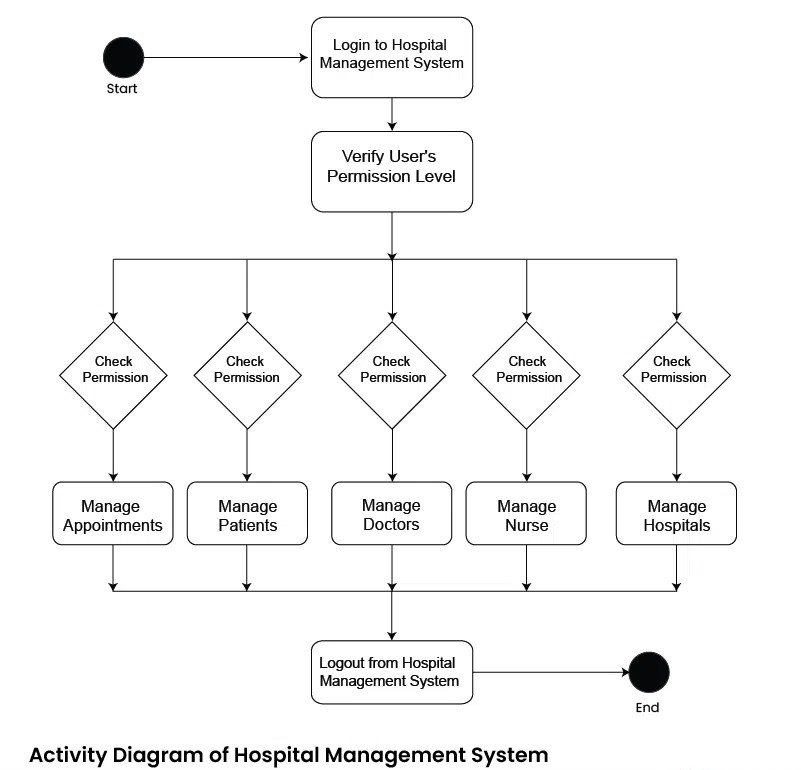 Login to Hospital
Management System
Start
Verify User's
Permission Level
Check
Permission
Check
Permission
Check
Permission
Check
Permission
Check
Permission
Manage
Appointments
Manage
Patients
Manage
Doctors
Manage
Nurse
Manage
Hospitals
Logout from Hospital
Management System
End
Activity Diagram of Hospital Management System